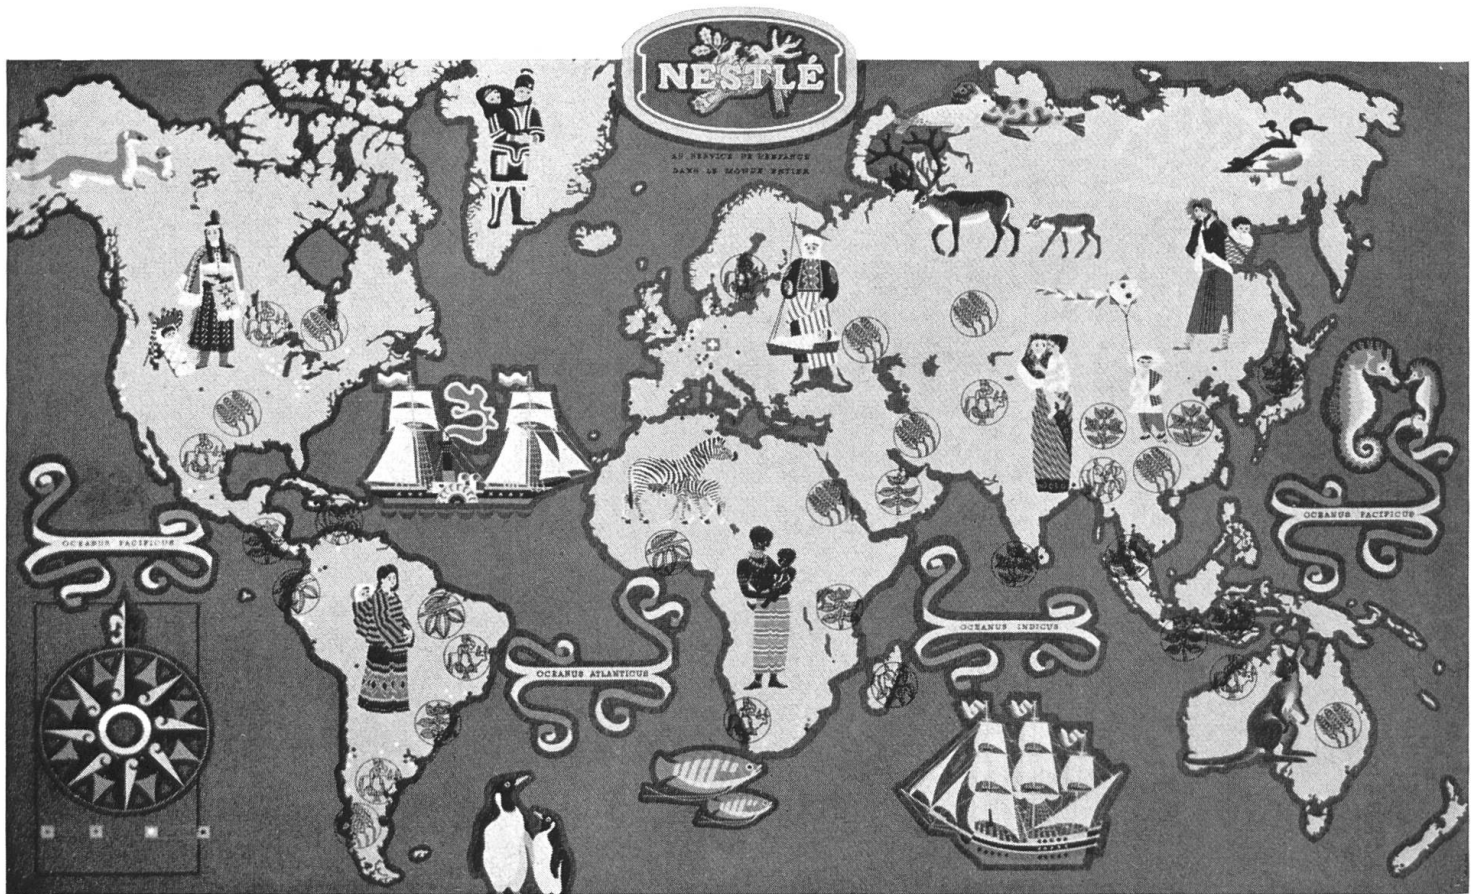 NESTLÉ
AU SERVICE DE L'ENFANCE
DANS LE MONDE ENTIER
OCEANUS PACIFICUS
OCEANUS PACIFICUS
OCEANUS INDICUS
OCEANUS ATLANTICUS